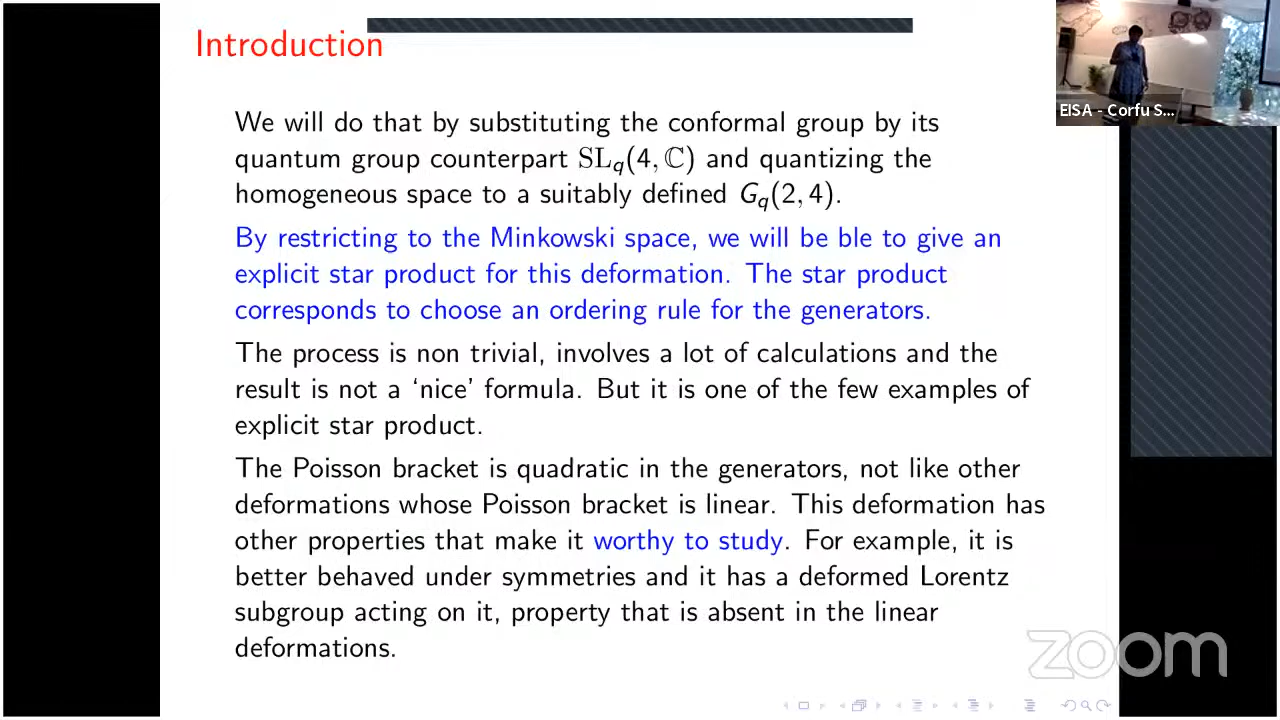 Introduction
We will do that by substituting the conformal group by its
quantum group counterpart SL_q(4, ℂ) and quantizing the
homogeneous space to a suitably defined G_q(2, 4).
By restricting to the Minkowski space, we will be ble to give an
explicit star product for this deformation. The star product
corresponds to choose an ordering rule for the generators.
The process is non trivial, involves a lot of calculations and the
result is not a ‘nice’ formula. But it is one of the few examples of
explicit star product.
The Poisson bracket is quadratic in the generators, not like other
deformations whose Poisson bracket is linear. This deformation has
other properties that make it worthy to study. For example, it is
better behaved under symmetries and it has a deformed Lorentz
subgroup acting on it, property that is absent in the linear
deformations.
EISA - Corfu S...
zoom